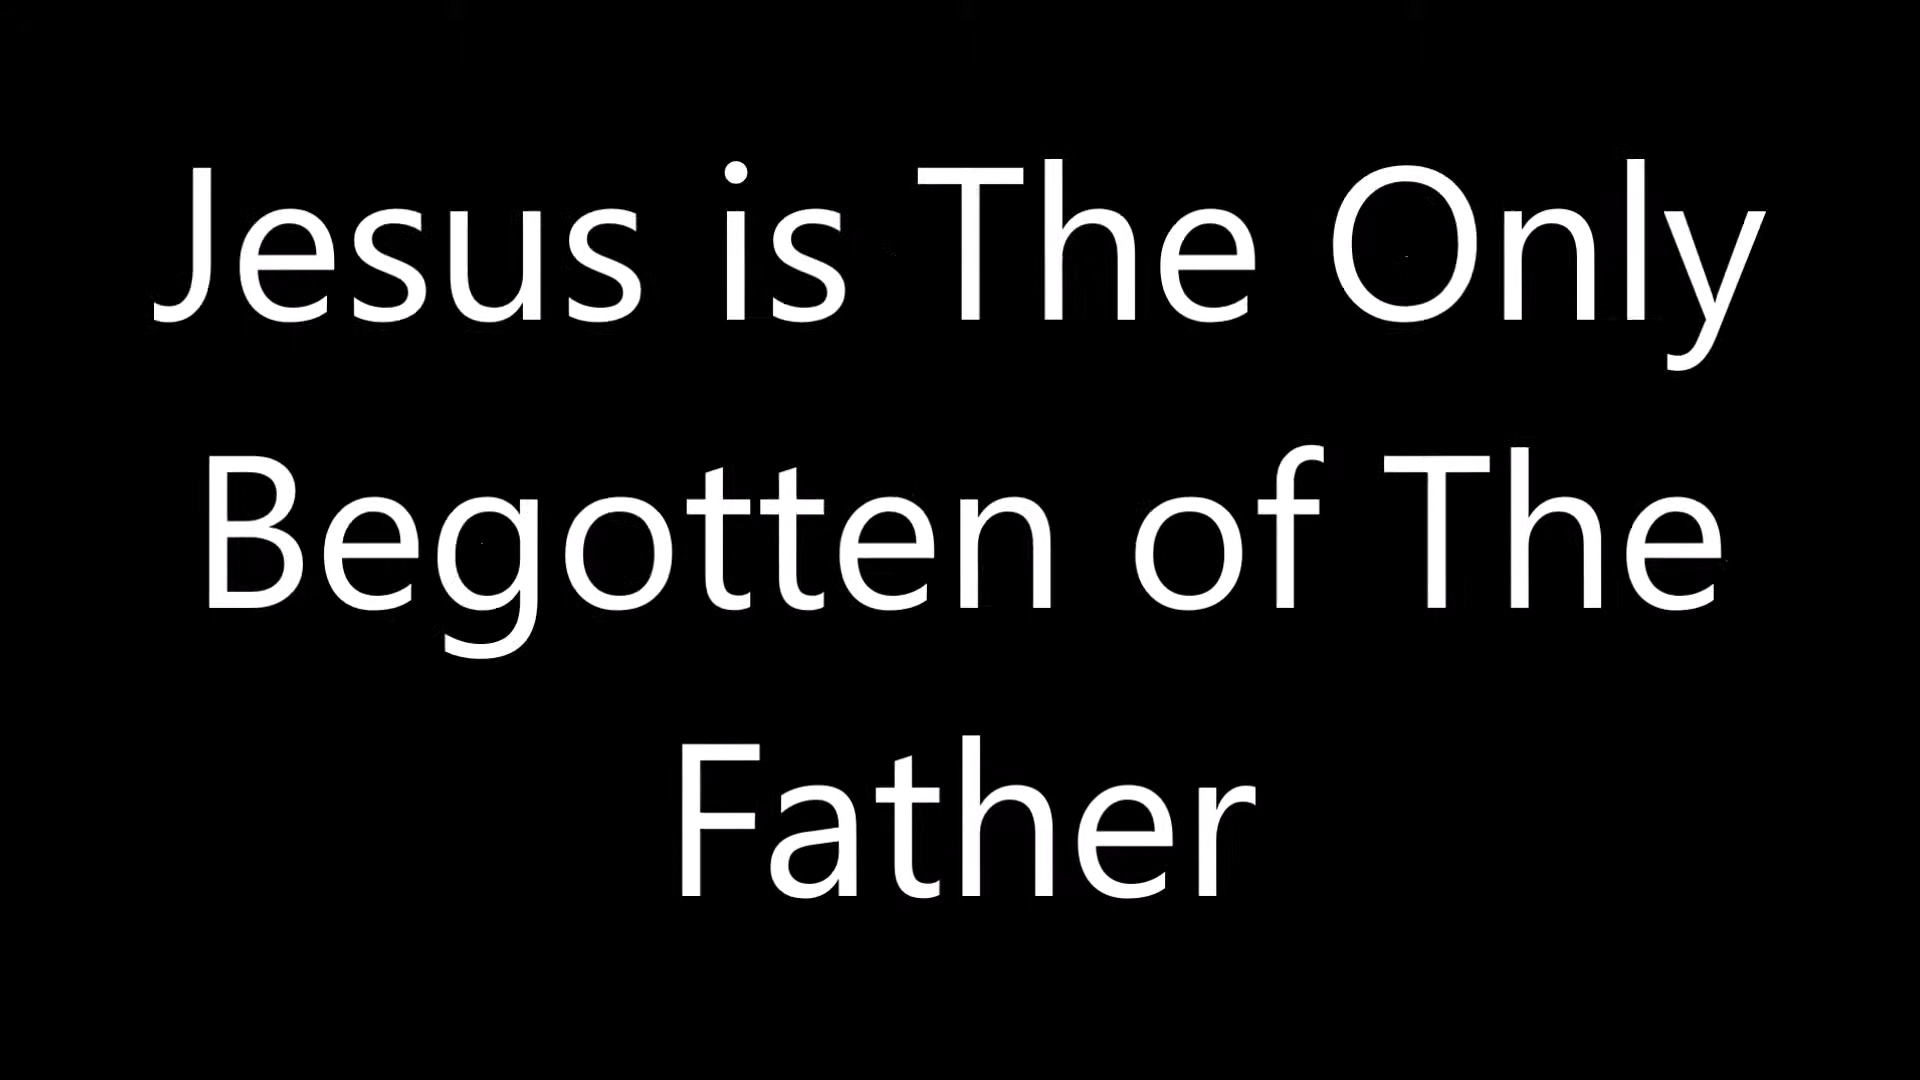 Jesus is The Only
Begotten of The
Father